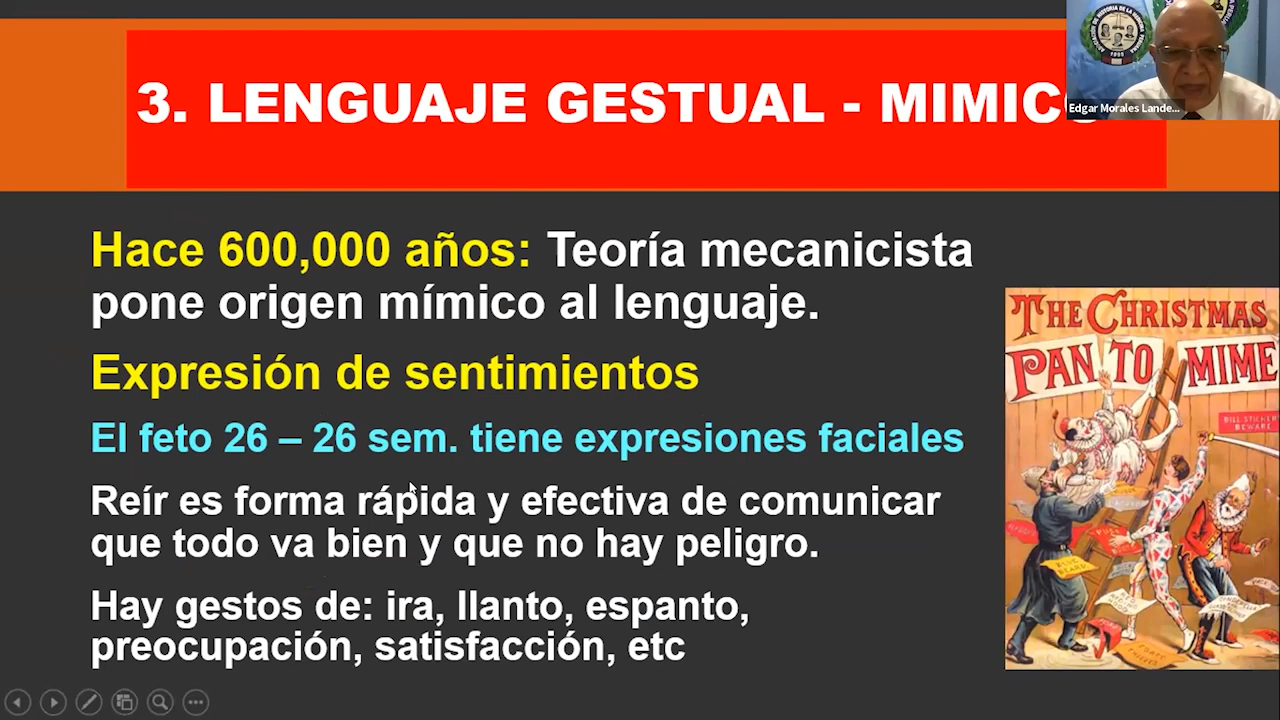 3. LENGUAJE GESTUAL - MIMICO
Edgar Morales Lande...
Hace 600,000 años: Teoría mecanicista
pone origen mímico al lenguaje.
Expresión de sentimientos
El feto 26 – 26 sem. tiene expresiones faciales
Reír es forma rápida y efectiva de comunicar
que todo va bien y que no hay peligro.
Hay gestos de: ira, llanto, espanto,
preocupación, satisfacción, etc
THE CHRISTMAS
PANTOMIME
BILL STICKERS
BEWARE
BLUE
BEARD